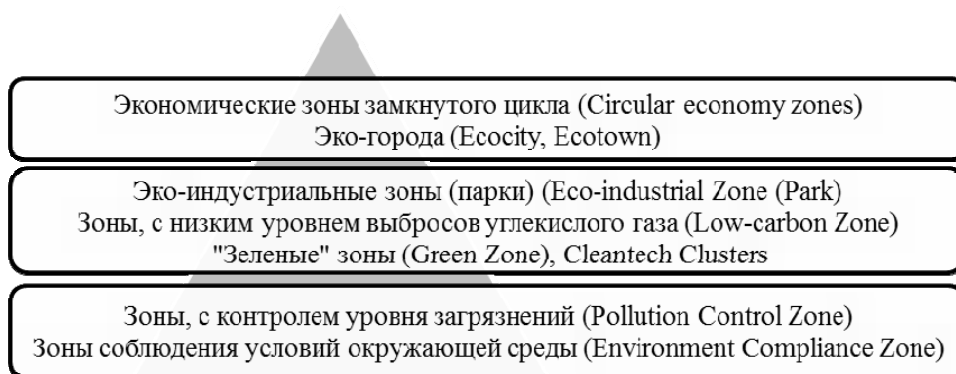 Экономические зоны замкнутого цикла (Circular economy zones)
Эко-города (Ecocity, Ecotown)
Эко-индустриальные зоны (парки) (Eco-industrial Zone (Park)
Зоны, с низким уровнем выбросов углекислого газа (Low-carbon Zone)
"Зеленые" зоны (Green Zone), Cleantech Clusters
Зоны, с контролем уровня загрязнений (Pollution Control Zone)
Зоны соблюдения условий окружающей среды (Environment Compliance Zone)